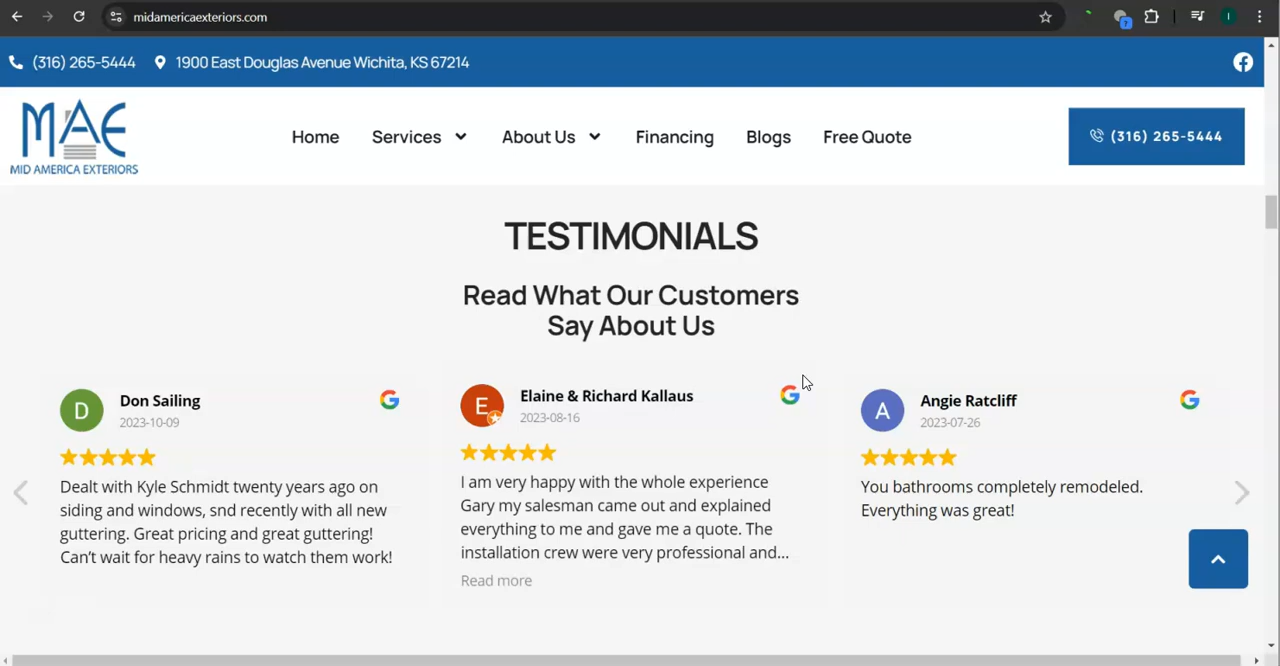 midamericaexteriors.com
(316) 265-5444 1900 East Douglas Avenue Wichita, KS 67214
MAE
MID AMERICA EXTERIORS
Home Services About Us Financing Blogs Free Quote
(316) 265-5444
TESTIMONIALS
Read What Our Customers
Say About Us
D
Don Sailing
2023-10-09
Dealt with Kyle Schmidt twenty years ago on
siding and windows, snd recently with all new
guttering. Great pricing and great guttering!
Can’t wait for heavy rains to watch them work!
E
Elaine & Richard Kallaus
2023-08-16
I am very happy with the whole experience
Gary my salesman came out and explained
everything to me and gave me a quote. The
installation crew were very professional and...
Read more
A
Angie Ratcliff
2023-07-26
You bathrooms completely remodeled.
Everything was great!